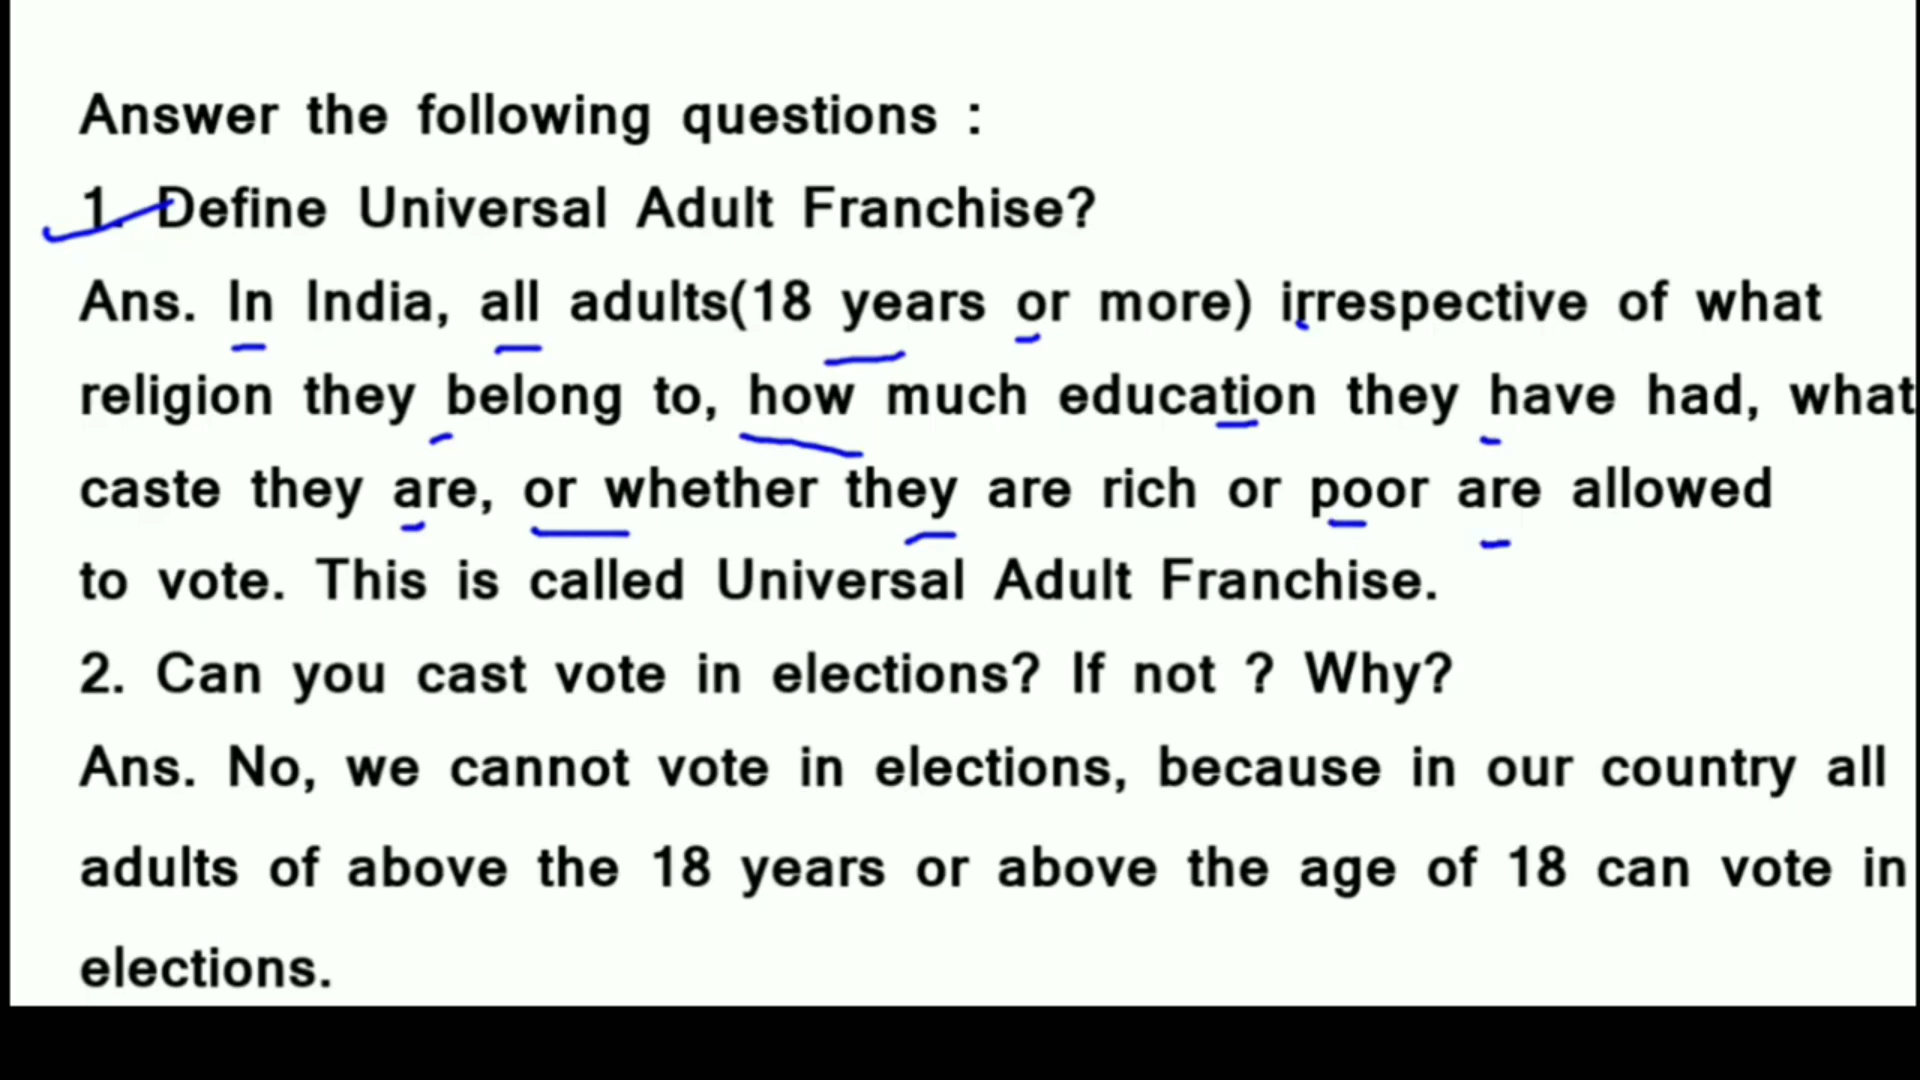 Answer the following questions :
1. Define Universal Adult Franchise?
Ans. In India, all adults(18 years or more) irrespective of what
religion they belong to, how much education they have had, what
caste they are, or whether they are rich or poor are allowed
to vote. This is called Universal Adult Franchise.
2. Can you cast vote in elections? If not ? Why?
Ans. No, we cannot vote in elections, because in our country all
adults of above the 18 years or above the age of 18 can vote in
elections.